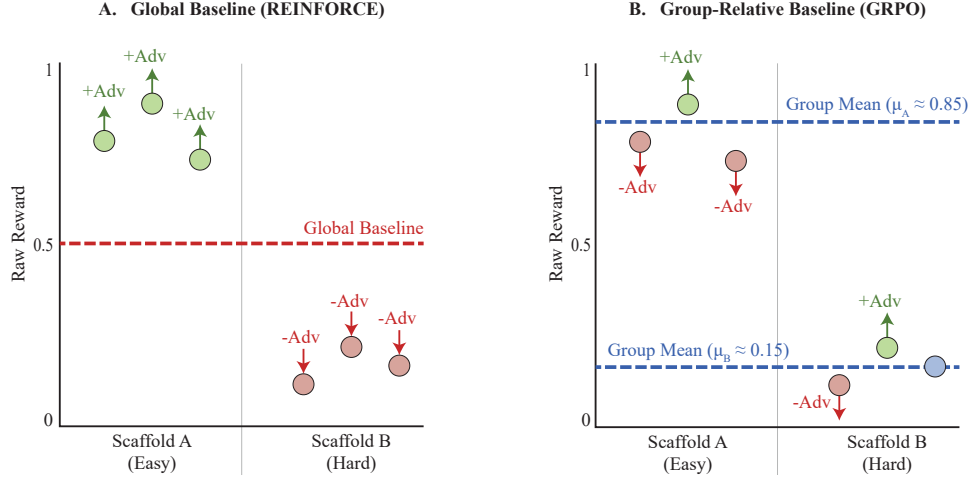 A. Global Baseline (REINFORCE)
+Adv
+Adv
+Adv
1
0.5
0
Raw Reward
Global Baseline
-Adv
-Adv
-Adv
Scaffold A
(Easy)
Scaffold B
(Hard)
B. Group-Relative Baseline (GRPO)
+Adv
1
0.5
0
Raw Reward
Group Mean (μ_A ≈ 0.85)
-Adv
-Adv
+Adv
Group Mean (μ_B ≈ 0.15)
-Adv
Scaffold A
(Easy)
Scaffold B
(Hard)